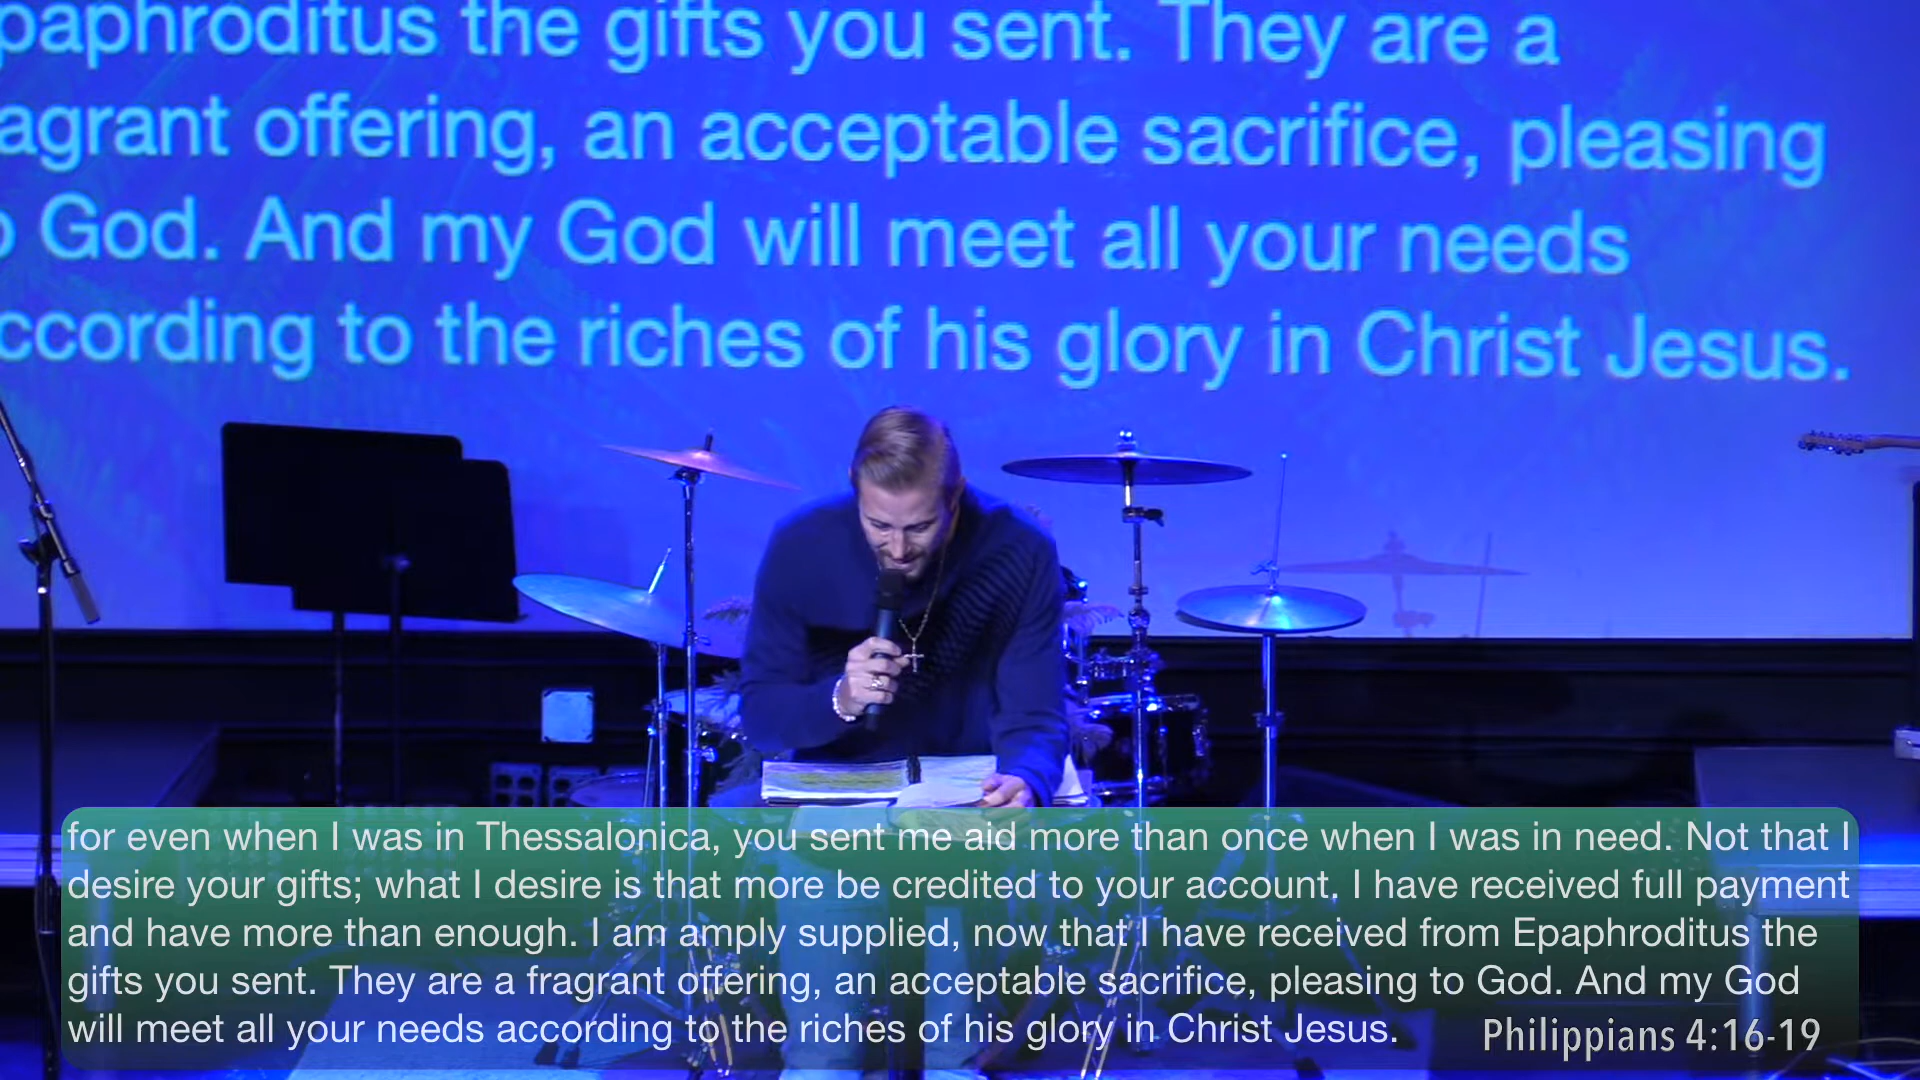 paphroditus the gifts you sent. They are a
agrant offering, an acceptable sacrifice, pleasing
o God. And my God will meet all your needs
ccording to the riches of his glory in Christ Jesus.
for even when I was in Thessalonica, you sent me aid more than once when I was in need. Not that I
desire your gifts; what I desire is that more be credited to your account. I have received full payment
and have more than enough. I am amply supplied, now that I have received from Epaphroditus the
gifts you sent. They are a fragrant offering, an acceptable sacrifice, pleasing to God. And my God
will meet all your needs according to the riches of his glory in Christ Jesus.
Philippians 4:16-19